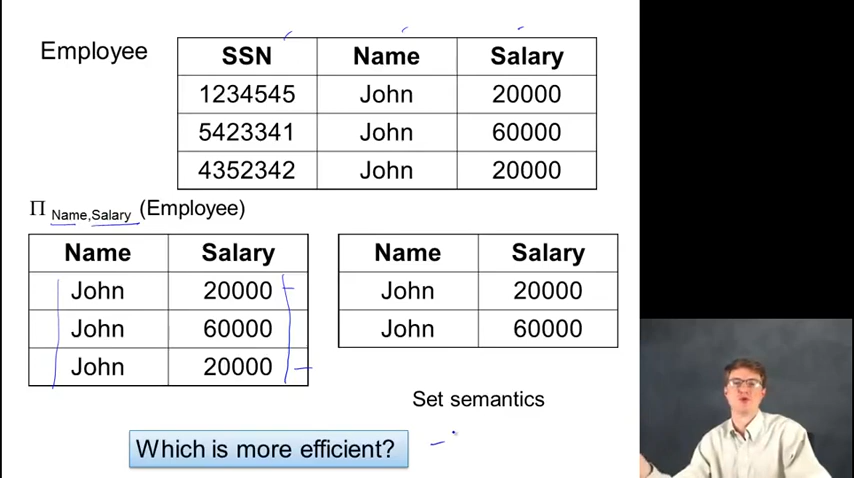 Employee
SSN Name Salary
1234545 John 20000
5423341 John 60000
4352342 John 20000
Π Name,Salary (Employee)
Name Salary
John 20000
John 60000
John 20000
Name Salary
John 20000
John 60000
Set semantics
Which is more efficient?